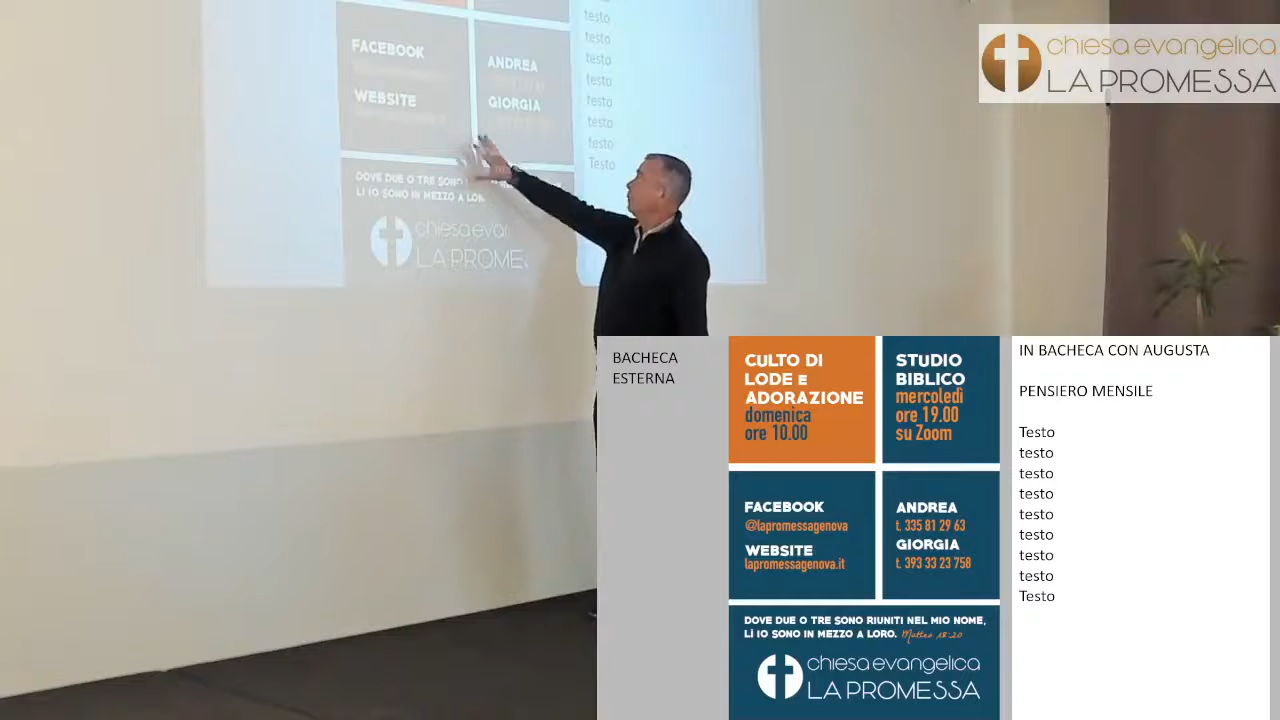 FACEBOOK
WEBSITE
ANDREA
GIORGIA
DOVE DUE O TRE SONO
LÌ IO SONO IN MEZZO A LOR
chiesa evan
LA PROMES
testo
testo
testo
testo
testo
testo
testo
Testo
chiesa evangelica
LA PROMESSA
BACHECA
ESTERNA
CULTO DI
LODE E
ADORAZIONE
domenica
ore 10.00
STUDIO
BIBLICO
mercoledì
ore 19.00
su Zoom
FACEBOOK
@lapromessagenova
WEBSITE
lapromessagenova.it
ANDREA
t. 335 81 29 63
GIORGIA
t. 393 33 23 758
DOVE DUE O TRE SONO RIUNITI NEL MIO NOME,
LÌ IO SONO IN MEZZO A LORO. Matteo 18:20
chiesa evangelica
LA PROMESSA
IN BACHECA CON AUGUSTA
PENSIERO MENSILE
Testo
testo
testo
testo
testo
testo
testo
testo
Testo